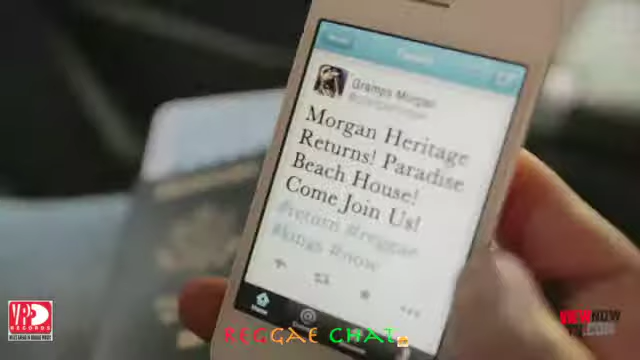 Gramps Morgan
Morgan Heritage
Returns! Paradise
Beach House!
Come Join Us!
#return #reggae
#kings #now
VP
RECORDS
REGGAE CHAT